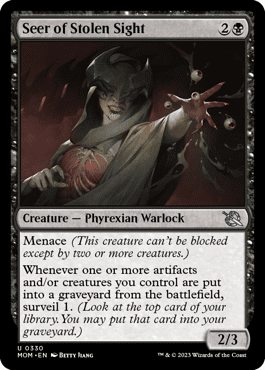 Seer of Stolen Sight 2
Creature — Phyrexian Warlock
Menace (This creature can't be blocked
except by two or more creatures.)
Whenever one or more artifacts
and/or creatures you control are put
into a graveyard from the battlefield,
surveil 1. (Look at the top card of your
library. You may put that card into your
graveyard.)
2/3
U 0330
MOM • EN Betty Jiang
™ & © 2023 Wizards of the Coast